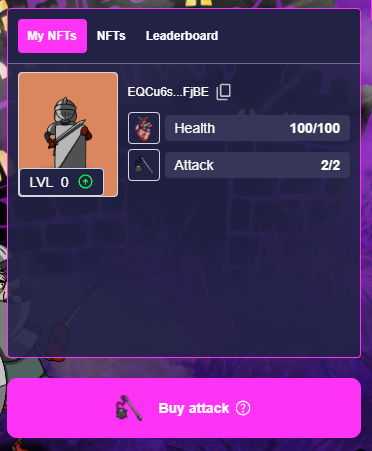 My NFTs NFTs Leaderboard
EQCu6s...FjBE
Health 100/100
Attack 2/2
LVL 0
Buy attack ?